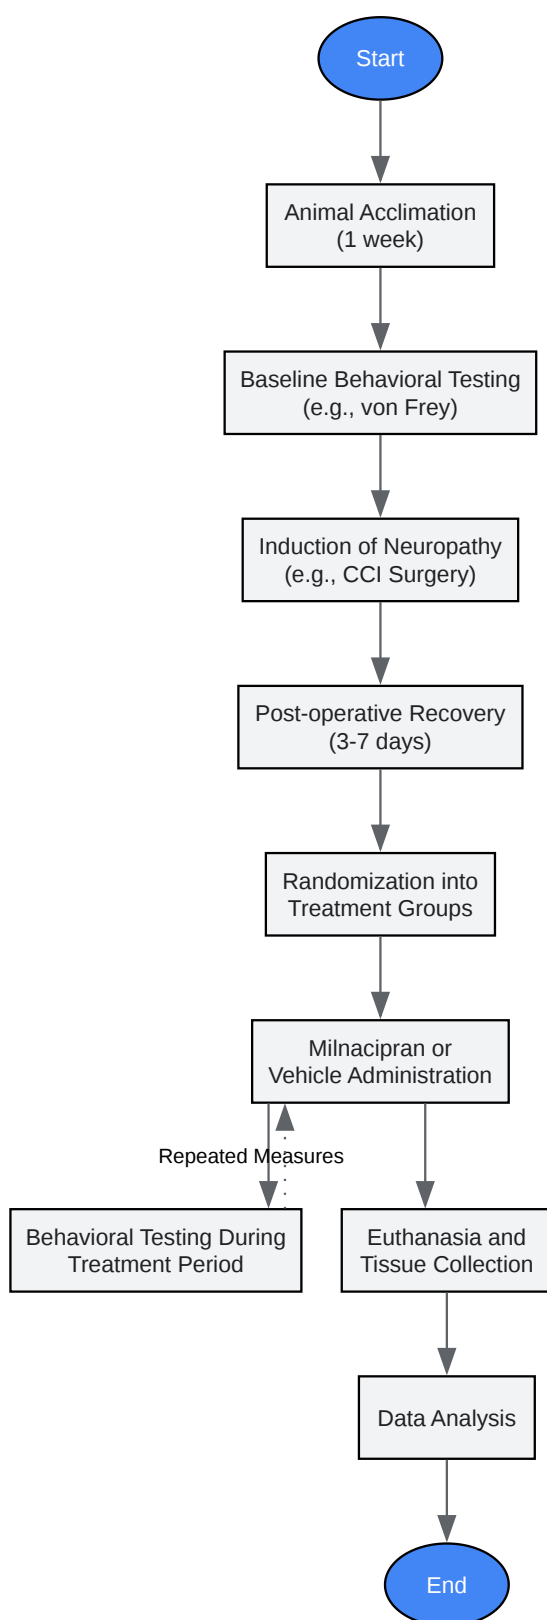 Start
Animal Acclimation
(1 week)
Baseline Behavioral Testing
(e.g., von Frey)
Induction of Neuropathy
(e.g., CCI Surgery)
Post-operative Recovery
(3-7 days)
Randomization into
Treatment Groups
Milnacipran or
Vehicle Administration
Repeated Measures
Behavioral Testing During
Treatment Period
Euthanasia and
Tissue Collection
Data Analysis
End